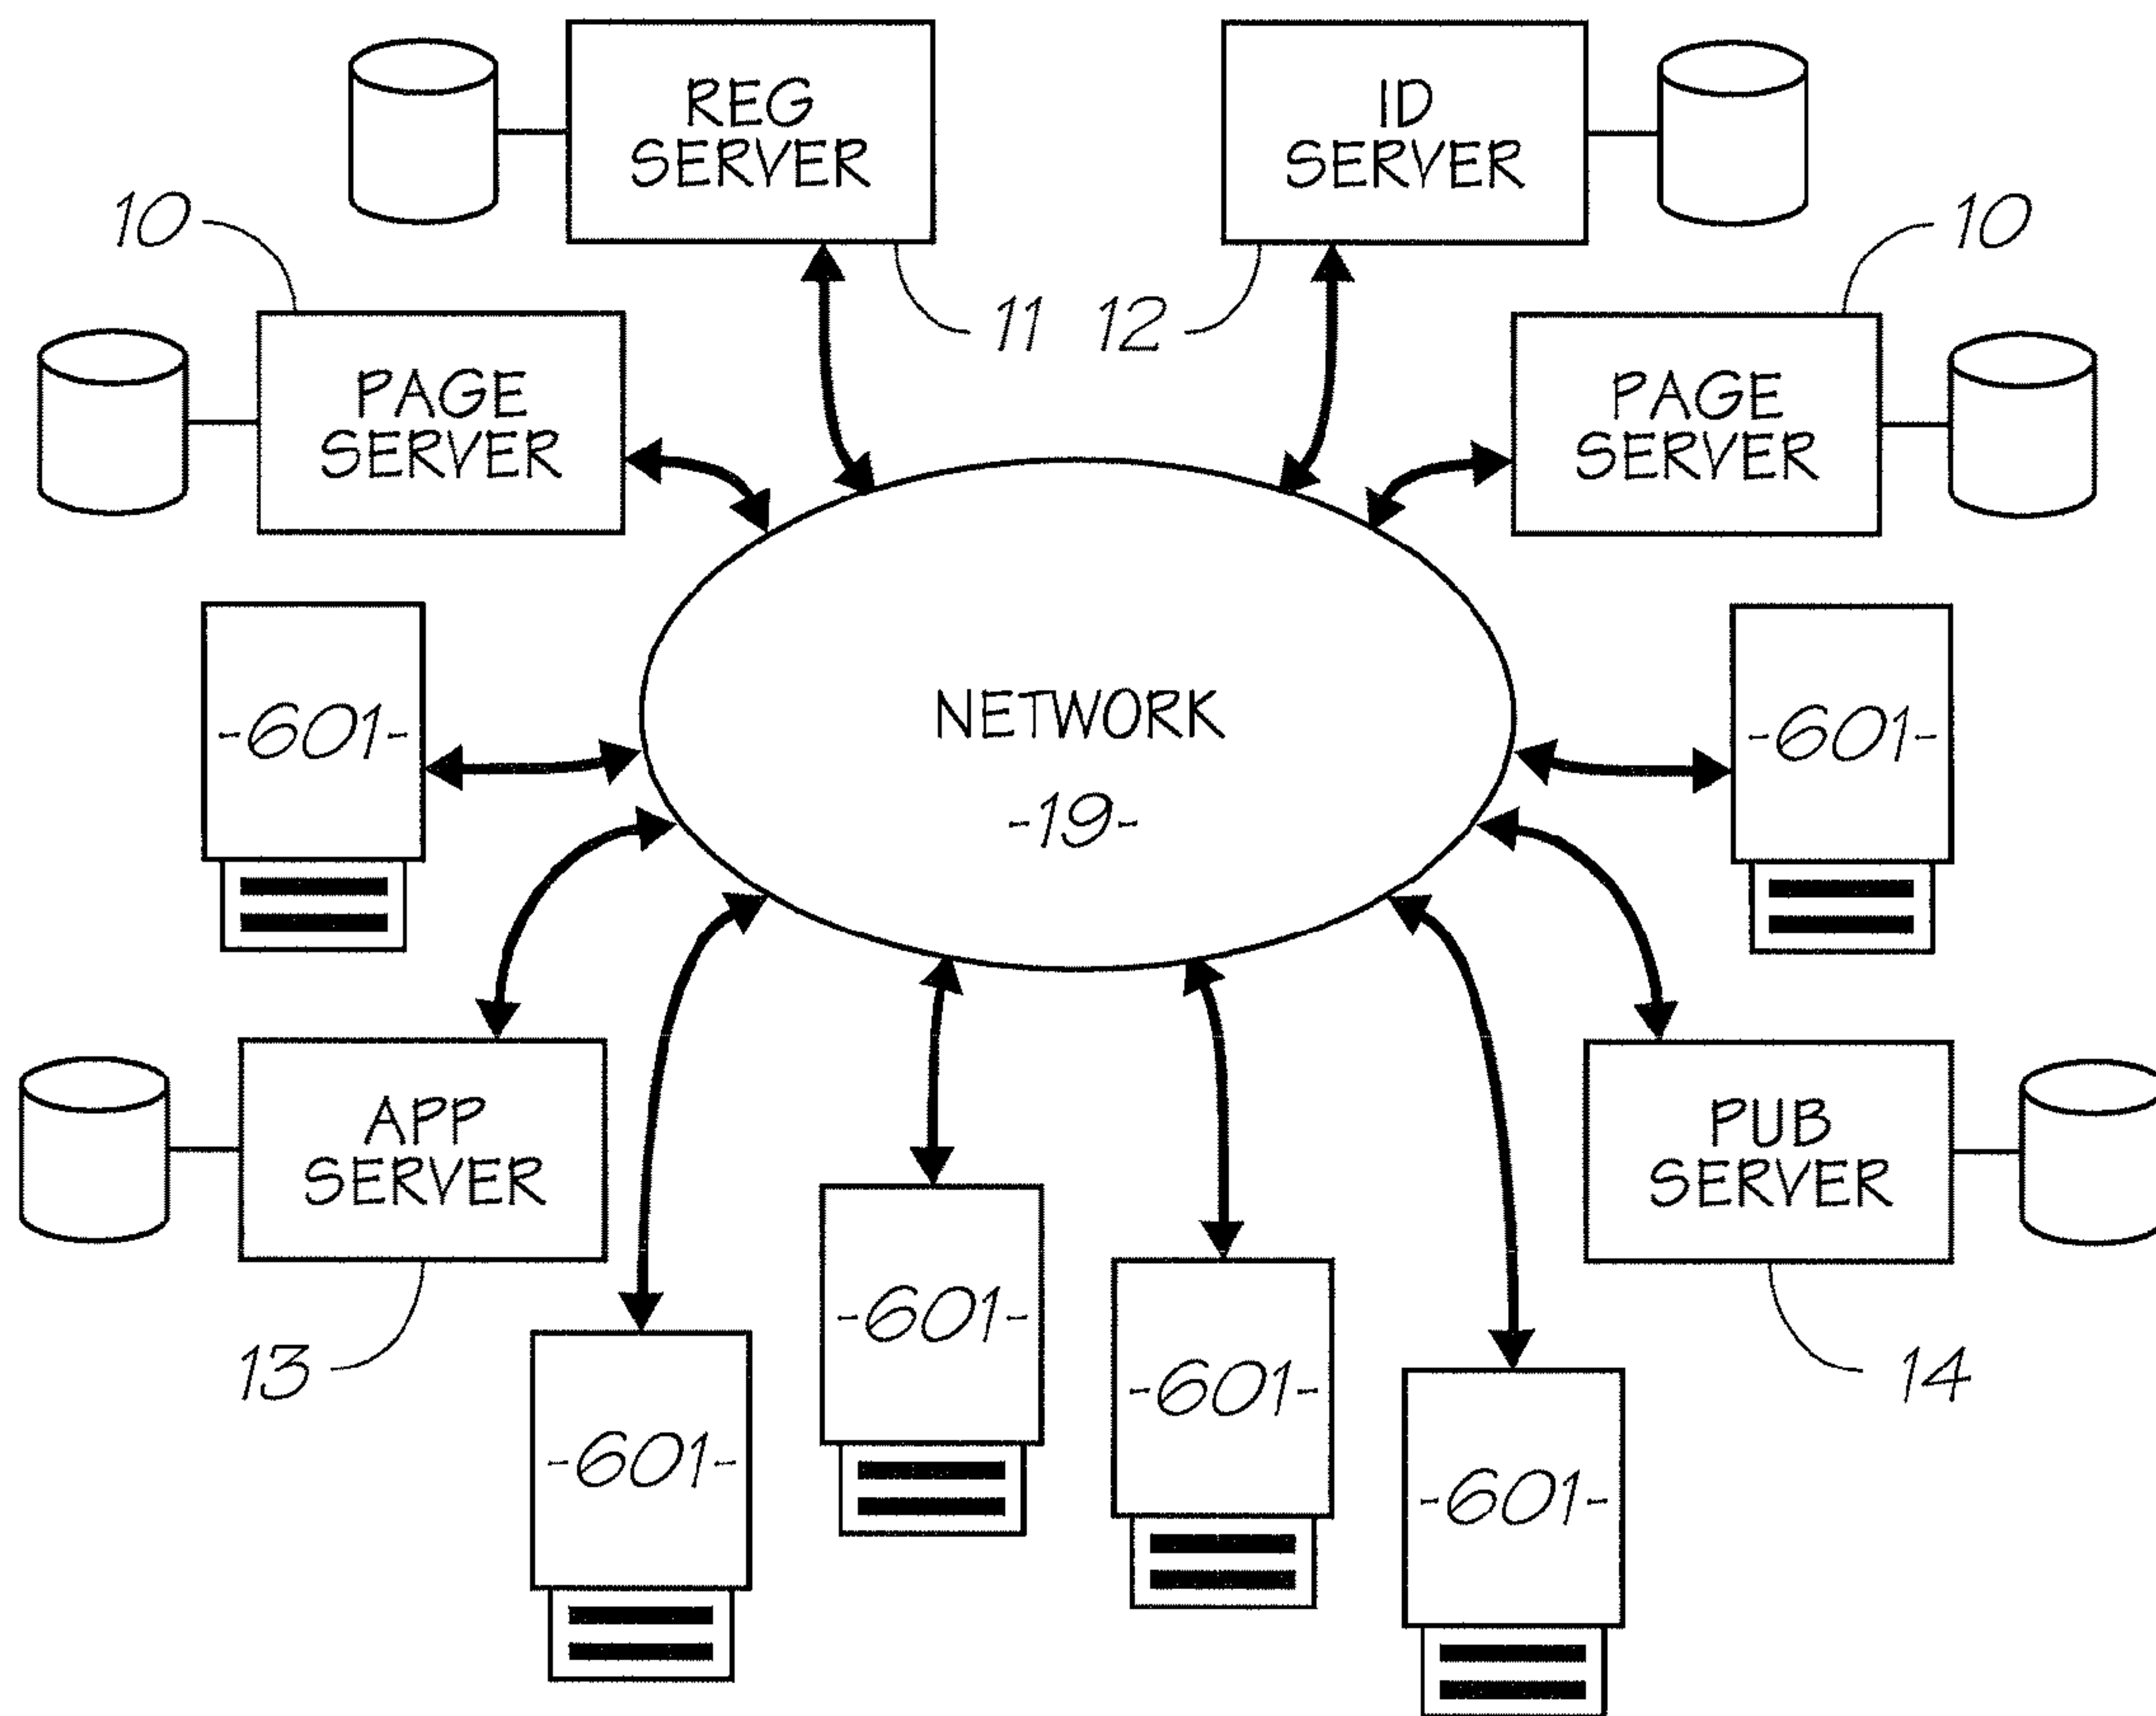 REG
SERVER
ID
SERVER
10
10
11
12
PAGE
SERVER
PAGE
SERVER
-601-
NETWORK
-19-
-601-
APP
SERVER
PUB
SERVER
13
-601-
-601-
-601-
-601-
14